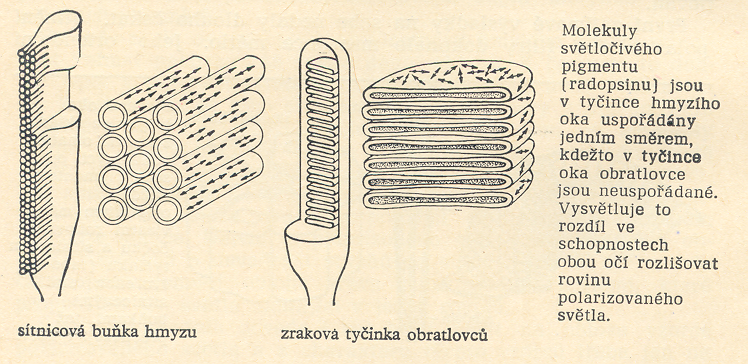 Molekuly
světločivého
pigmentu
(radopsinu) jsou
v tyčince hmyzího
oka uspořádány
jedním směrem,
kdežto v tyčince
oka obratlovce
jsou neuspořádané.
Vysvětluje to
rozdíl ve
schopnostech
obou očí rozlišovat
rovinu
polarizovaného
světla.
sítnicová buňka hmyzu
zraková tyčinka obratlovců